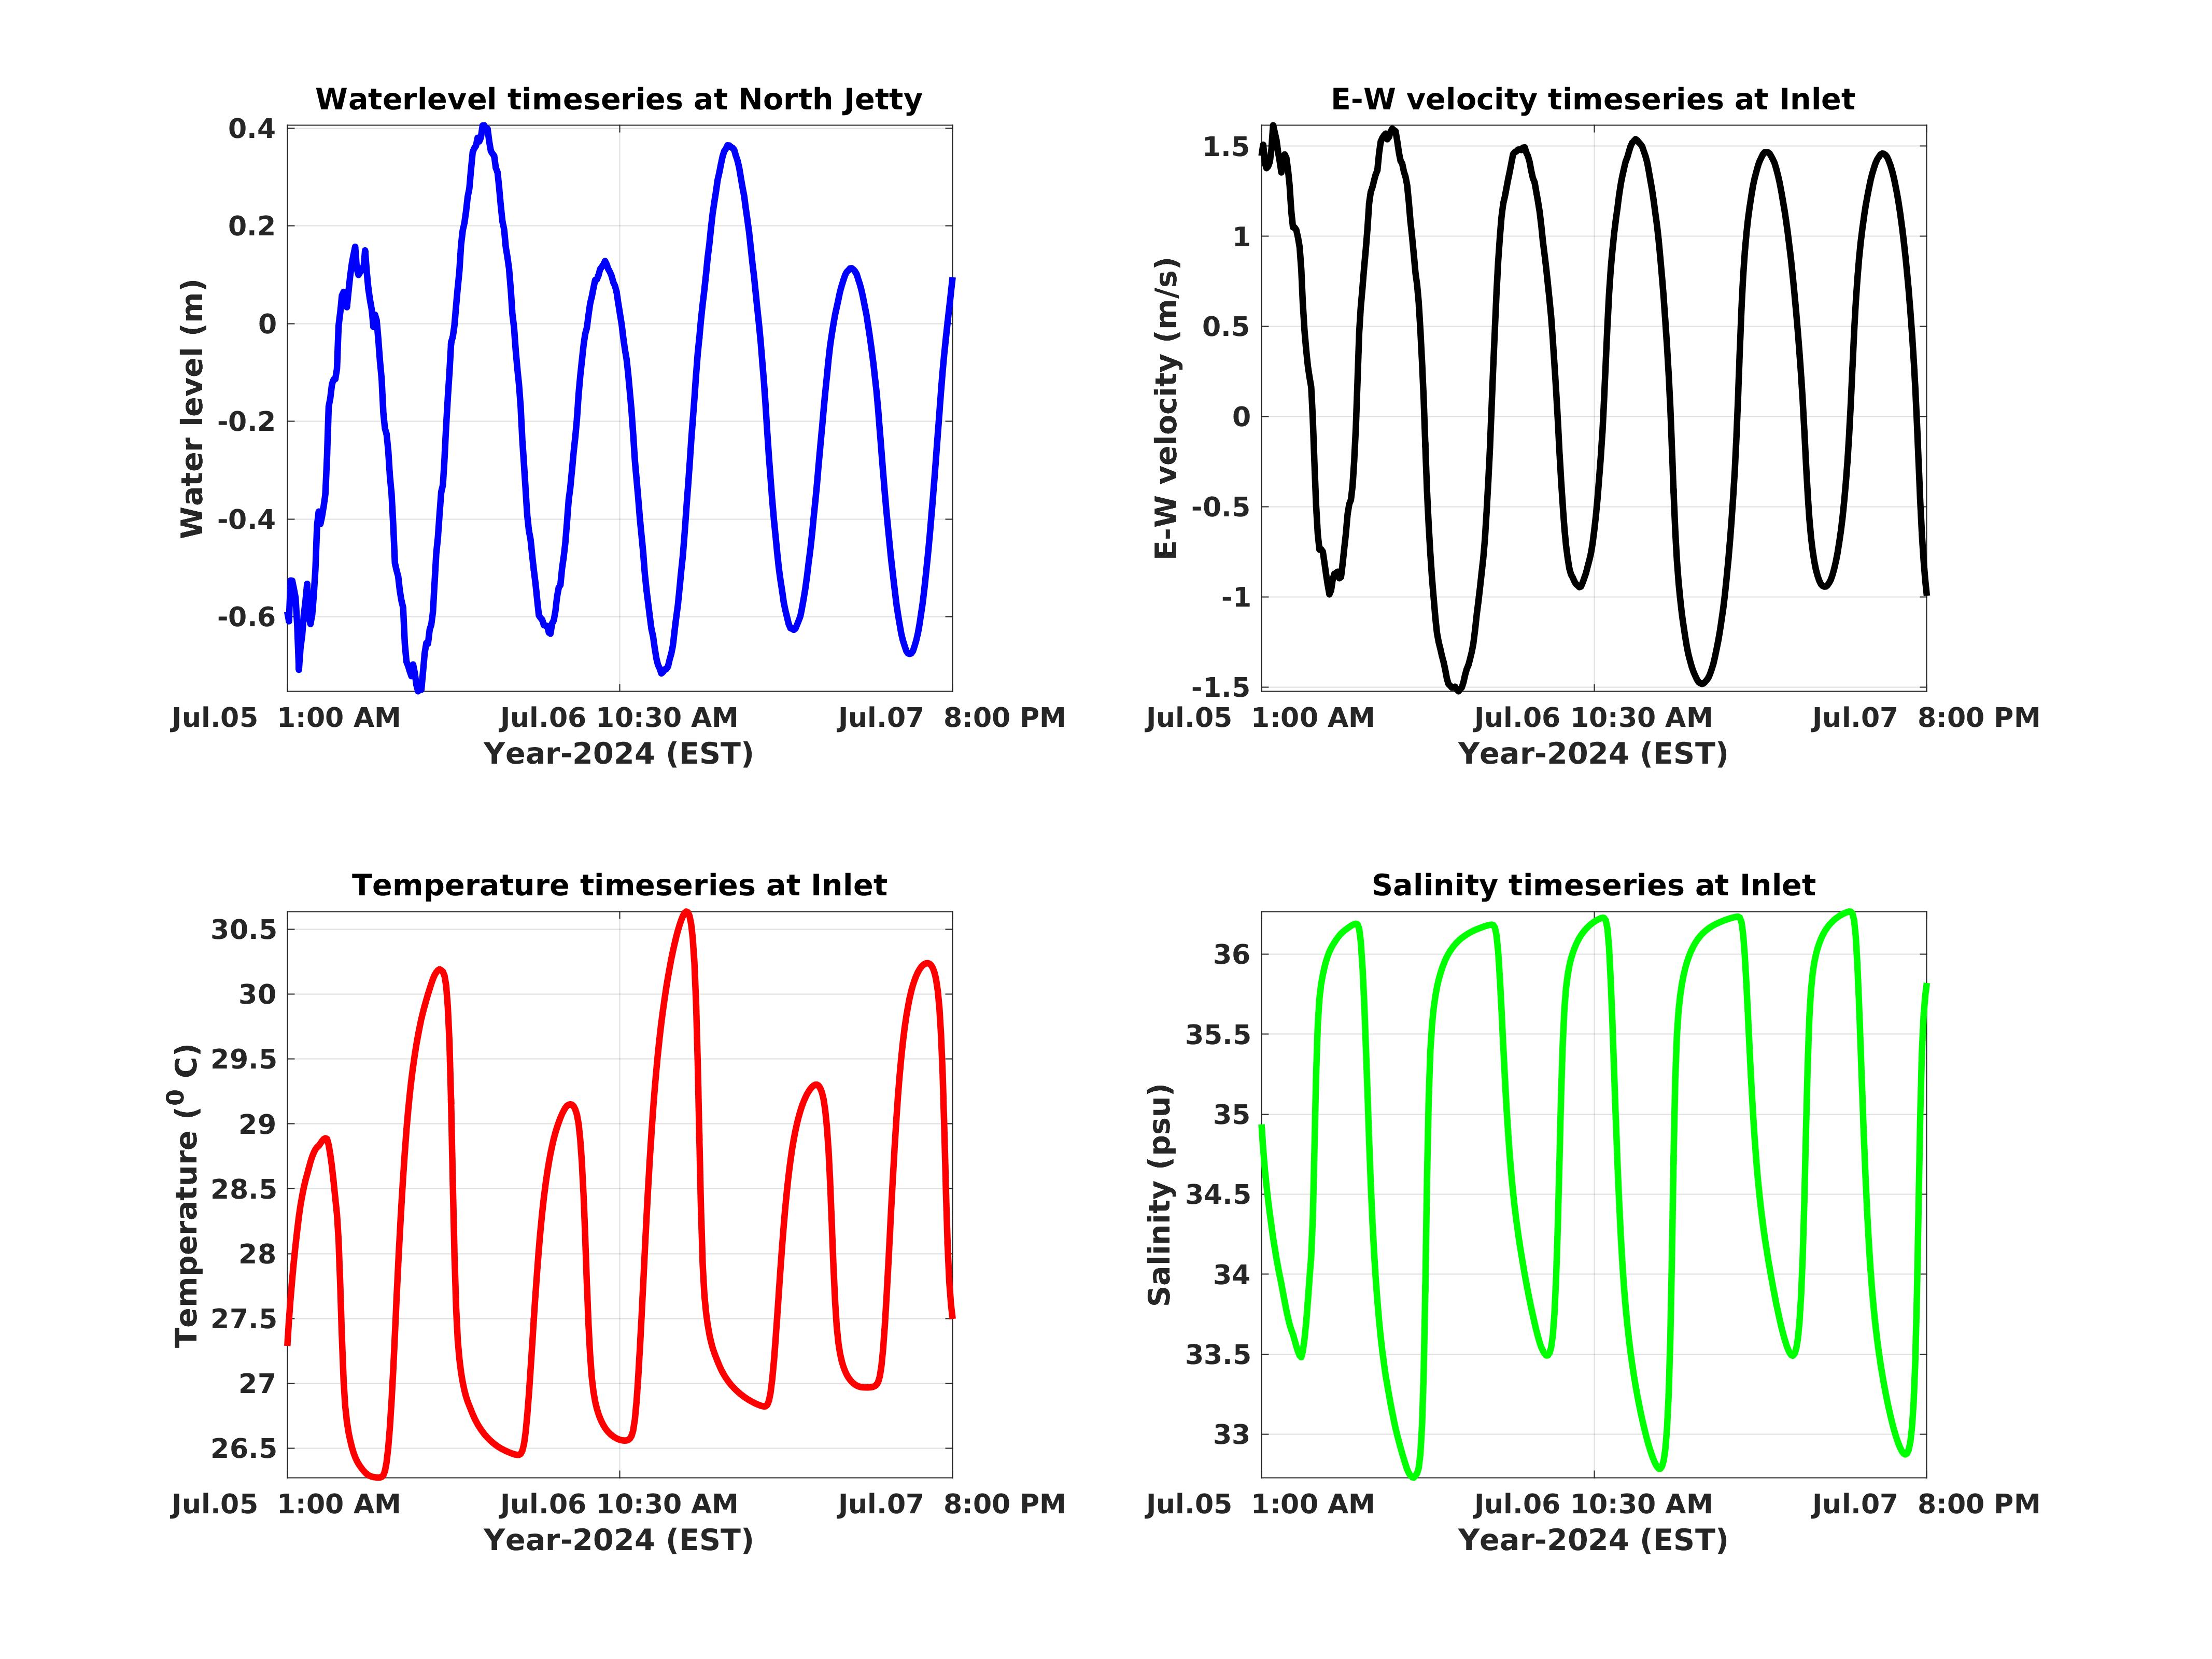 Waterlevel timeseries at North Jetty
0.4
0.2
0
-0.2
-0.4
-0.6
Water level (m)
Jul.05 1:00 AM
Jul.06 10:30 AM
Jul.07 8:00 PM
Year-2024 (EST)
E-W velocity timeseries at Inlet
1.5
1
0.5
0
-0.5
-1
-1.5
E-W velocity (m/s)
Jul.05 1:00 AM
Jul.06 10:30 AM
Jul.07 8:00 PM
Year-2024 (EST)
Temperature timeseries at Inlet
30.5
30
29.5
29
28.5
28
27.5
27
26.5
Temperature (⁰ C)
Jul.05 1:00 AM
Jul.06 10:30 AM
Jul.07 8:00 PM
Year-2024 (EST)
Salinity timeseries at Inlet
36
35.5
35
34.5
34
33.5
33
Salinity (psu)
Jul.05 1:00 AM
Jul.06 10:30 AM
Jul.07 8:00 PM
Year-2024 (EST)